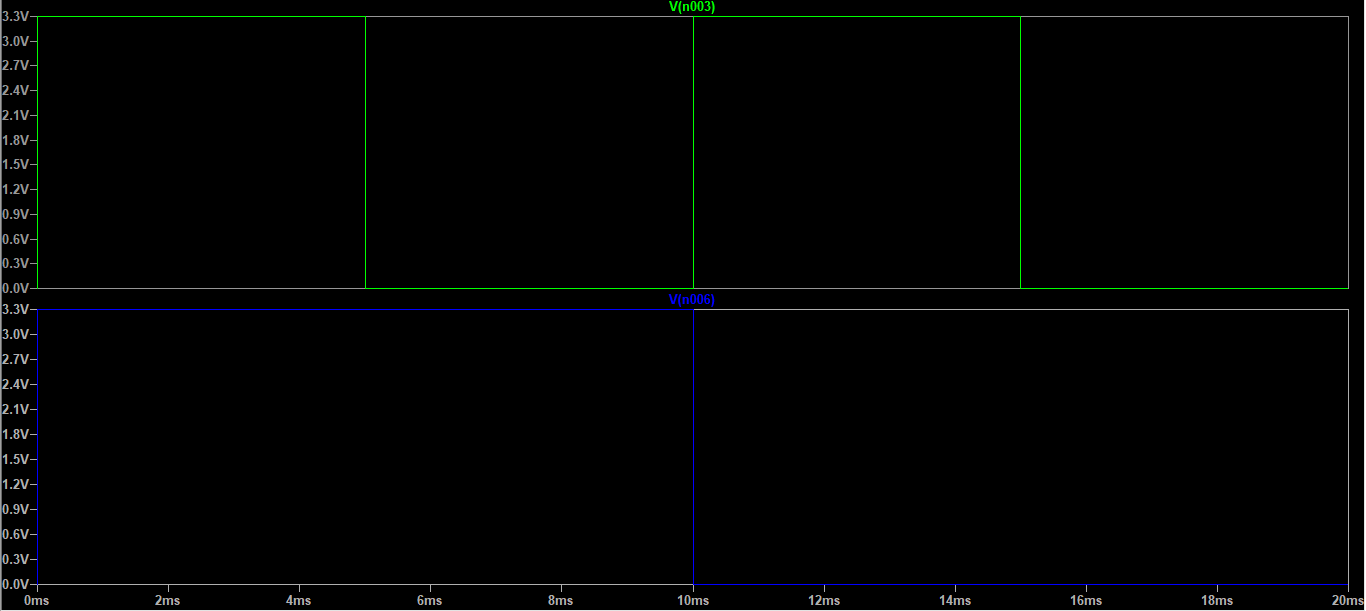 V(n003)
3.3V
3.0V
2.7V
2.4V
2.1V
1.8V
1.5V
1.2V
0.9V
0.6V
0.3V
0.0V
V(n006)
3.3V
3.0V
2.7V
2.4V
2.1V
1.8V
1.5V
1.2V
0.9V
0.6V
0.3V
0.0V
0ms 2ms 4ms 6ms 8ms 10ms 12ms 14ms 16ms 18ms 20ms